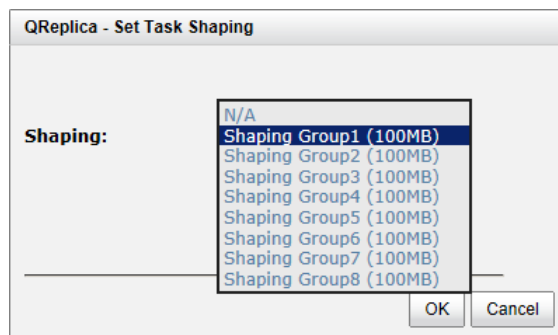 QReplica - Set Task Shaping
Shaping:
N/A
Shaping Group1 (100MB)
Shaping Group2 (100MB)
Shaping Group3 (100MB)
Shaping Group4 (100MB)
Shaping Group5 (100MB)
Shaping Group6 (100MB)
Shaping Group7 (100MB)
Shaping Group8 (100MB)
OK Cancel